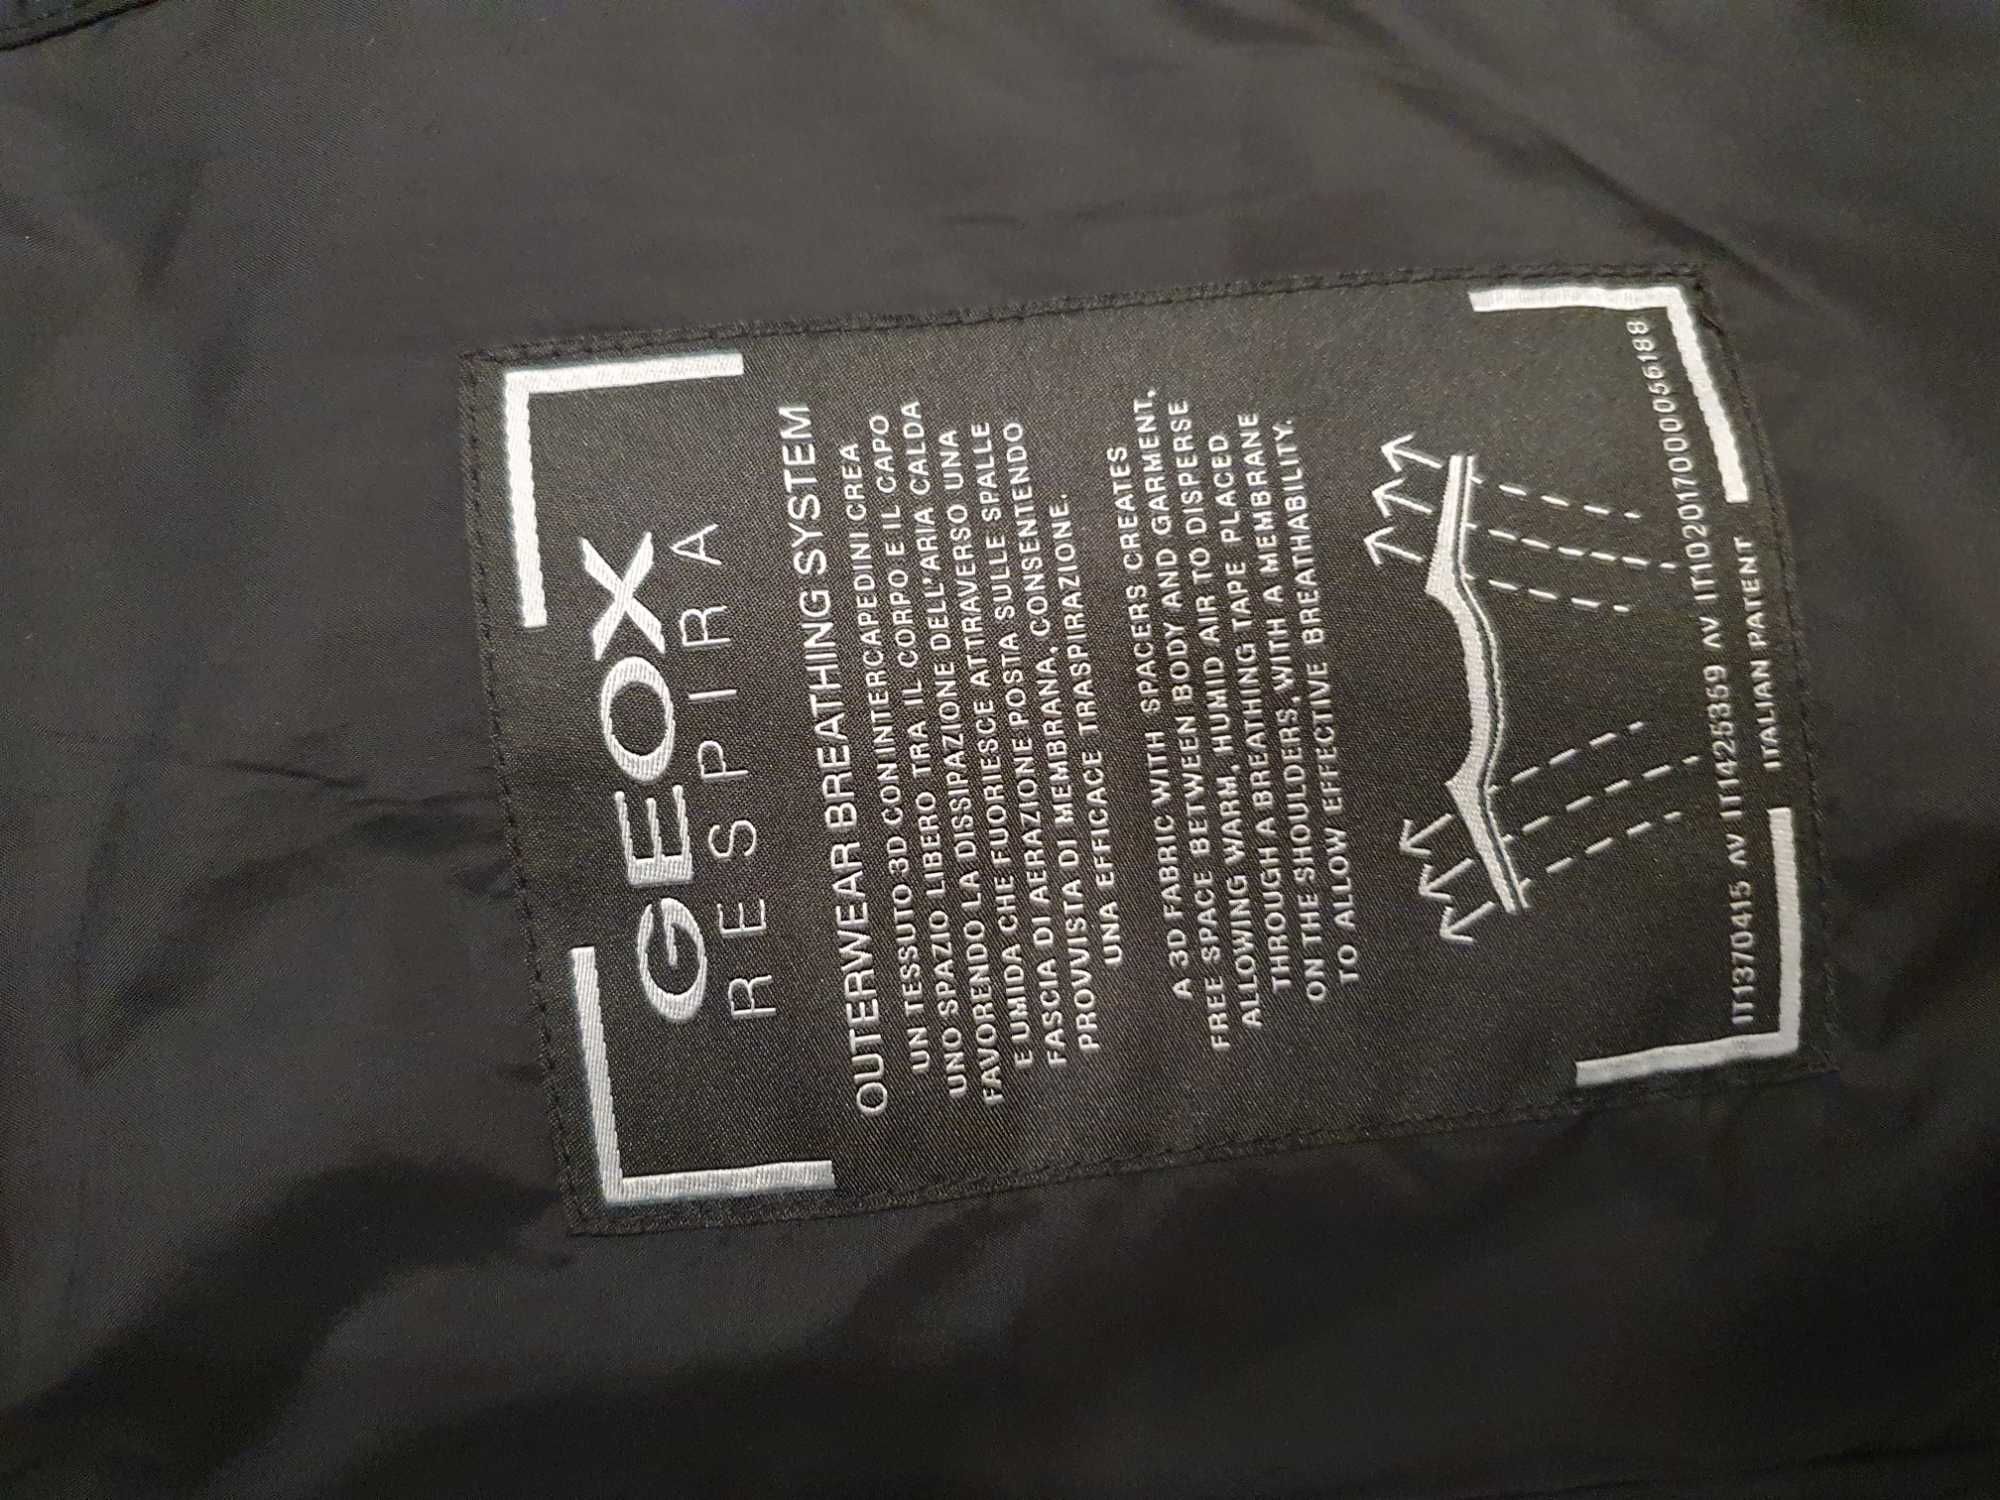 GEOX
RESPIRA
OUTERWEAR BREATHING SYSTEM
UN TESSUTO 3D CON INTERCAPEDINI CREA
UNO SPAZIO LIBERO TRA IL CORPO E IL CAPO
FAVORENDO LA DISSIPAZIONE DELL'ARIA CALDA
E UMIDA CHE FUORIESCE ATTRAVERSO UNA
FASCIA DI AERAZIONE POSTA SULLE SPALLE
PROVVISTA DI MEMBRANA, CONSENTENDO
UNA EFFICACE TRASPIRAZIONE.
A 3D FABRIC WITH SPACERS CREATES
FREE SPACE BETWEEN BODY AND GARMENT,
ALLOWING WARM, HUMID AIR TO DISPERSE
THROUGH A BREATHING TAPE PLACED
ON THE SHOULDERS, WITH A MEMBRANE
TO ALLOW EFFECTIVE BREATHABILITY.
IT1370415 AV IT1425369 AV IT102017000056188
ITALIAN PATENT